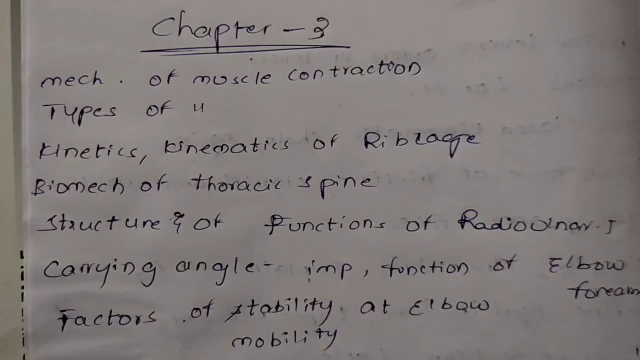 Chapter - 3
mech. of muscle contraction
Types of "
Kinetics, Kinematics of Ribcage
Biomech of thoracic spine
Structure & of functions of RadioUlnar. J
Carrying angle - imp, function of Elbow
forearm
Factors of stability at Elbow
mobility